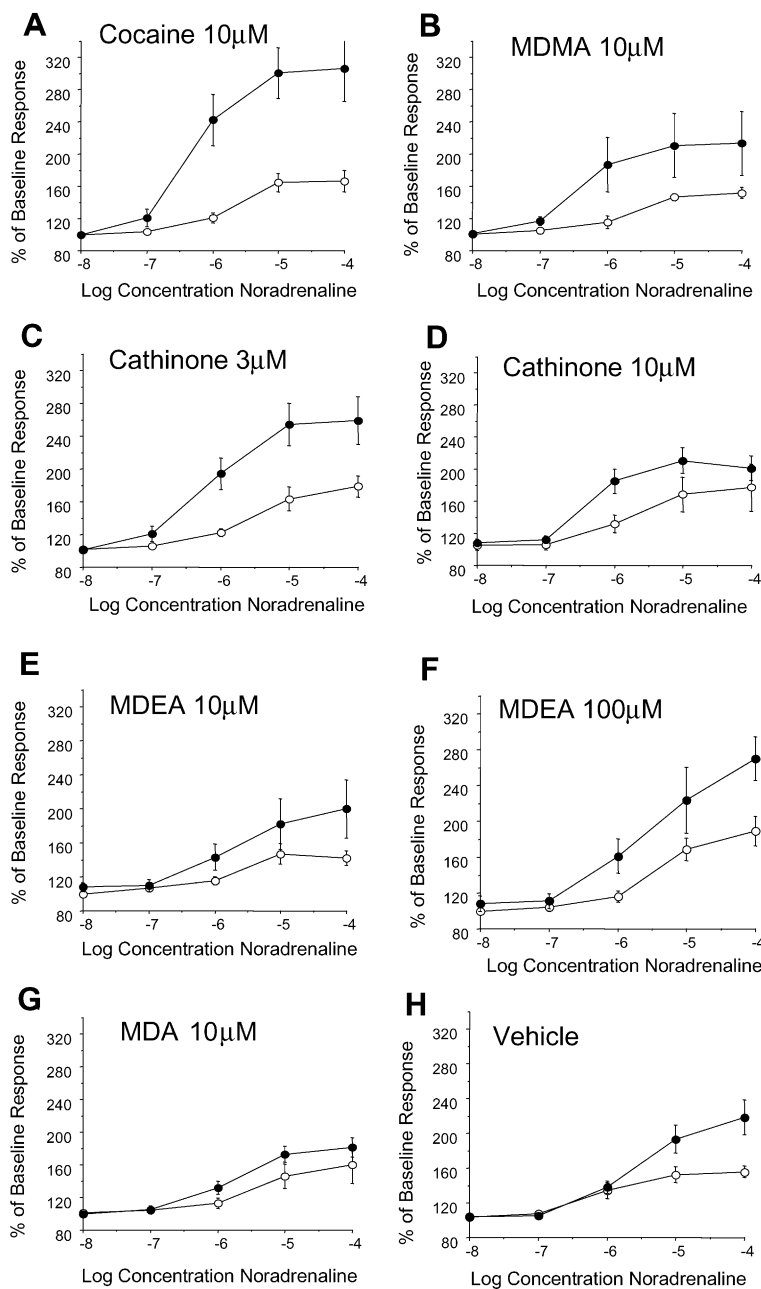 A
Cocaine 10μM
% of Baseline Response
320
280
240
200
160
120
80
-8 -7 -6 -5 -4
Log Concentration Noradrenaline
B
MDMA 10μM
% of Baseline Response
320
280
240
200
160
120
80
-8 -7 -6 -5 -4
Log Concentration Noradrenaline
C
Cathinone 3μM
% of Baseline Response
320
280
240
200
160
120
80
-8 -7 -6 -5 -4
Log Concentration Noradrenaline
D
Cathinone 10μM
% of Baseline Response
320
280
240
200
160
120
80
-8 -7 -6 -5 -4
Log Concentration Noradrenaline
E
MDEA 10μM
% of Baseline Response
320
280
240
200
160
120
80
-8 -7 -6 -5 -4
Log Concentration Noradrenaline
F
MDEA 100μM
% of Baseline Response
320
280
240
200
160
120
80
-8 -7 -6 -5 -4
Log Concentration Noradrenaline
G
MDA 10μM
% of Baseline Response
320
280
240
200
160
120
80
-8 -7 -6 -5 -4
Log Concentration Noradrenaline
H
Vehicle
% of Baseline Response
320
280
240
200
160
120
80
-8 -7 -6 -5 -4
Log Concentration Noradrenaline